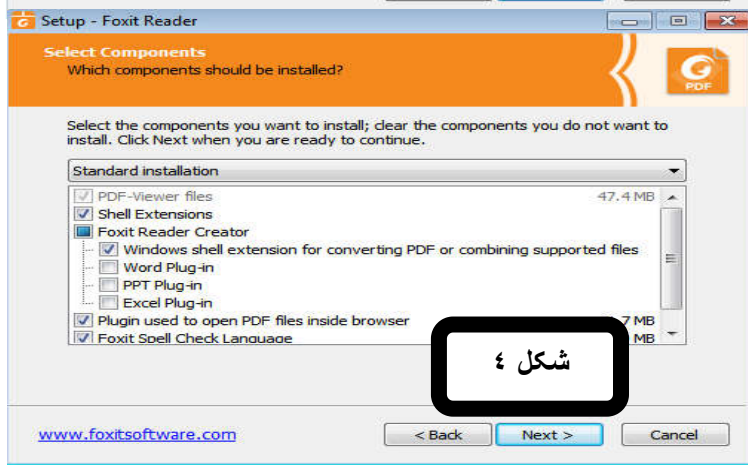 Setup - Foxit Reader
Select Components
Which components should be installed?
PDF
Select the components you want to install; clear the components you do not want to
install. Click Next when you are ready to continue.
Standard installation
PDF-Viewer files 47.4 MB
Shell Extensions
Foxit Reader Creator
Windows shell extension for converting PDF or combining supported files
Word Plug-in
PPT Plug-in
Excel Plug-in
Plugin used to open PDF files inside browser 7 MB
Foxit Spell Check Language MB
شكل ٤
www.foxitsoftware.com
< Back Next > Cancel